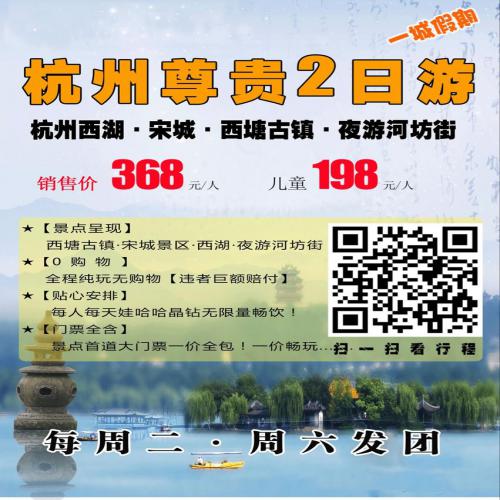 一城假期
杭州尊贵2日游
杭州西湖·宋城·西塘古镇·夜游河坊街
销售价 368元/人 儿童 198元/人
★【景点呈现】
西塘古镇·宋城景区·西湖·夜游河坊街
★【0 购 物 】
全程纯玩无购物【违者巨额赔付】
★【贴心安排】
每人每天娃哈哈晶钻无限量畅饮！
★【门票全含】
景点首道大门票一价全包！一价畅玩......
扫一扫看行程
每周二·周六发团